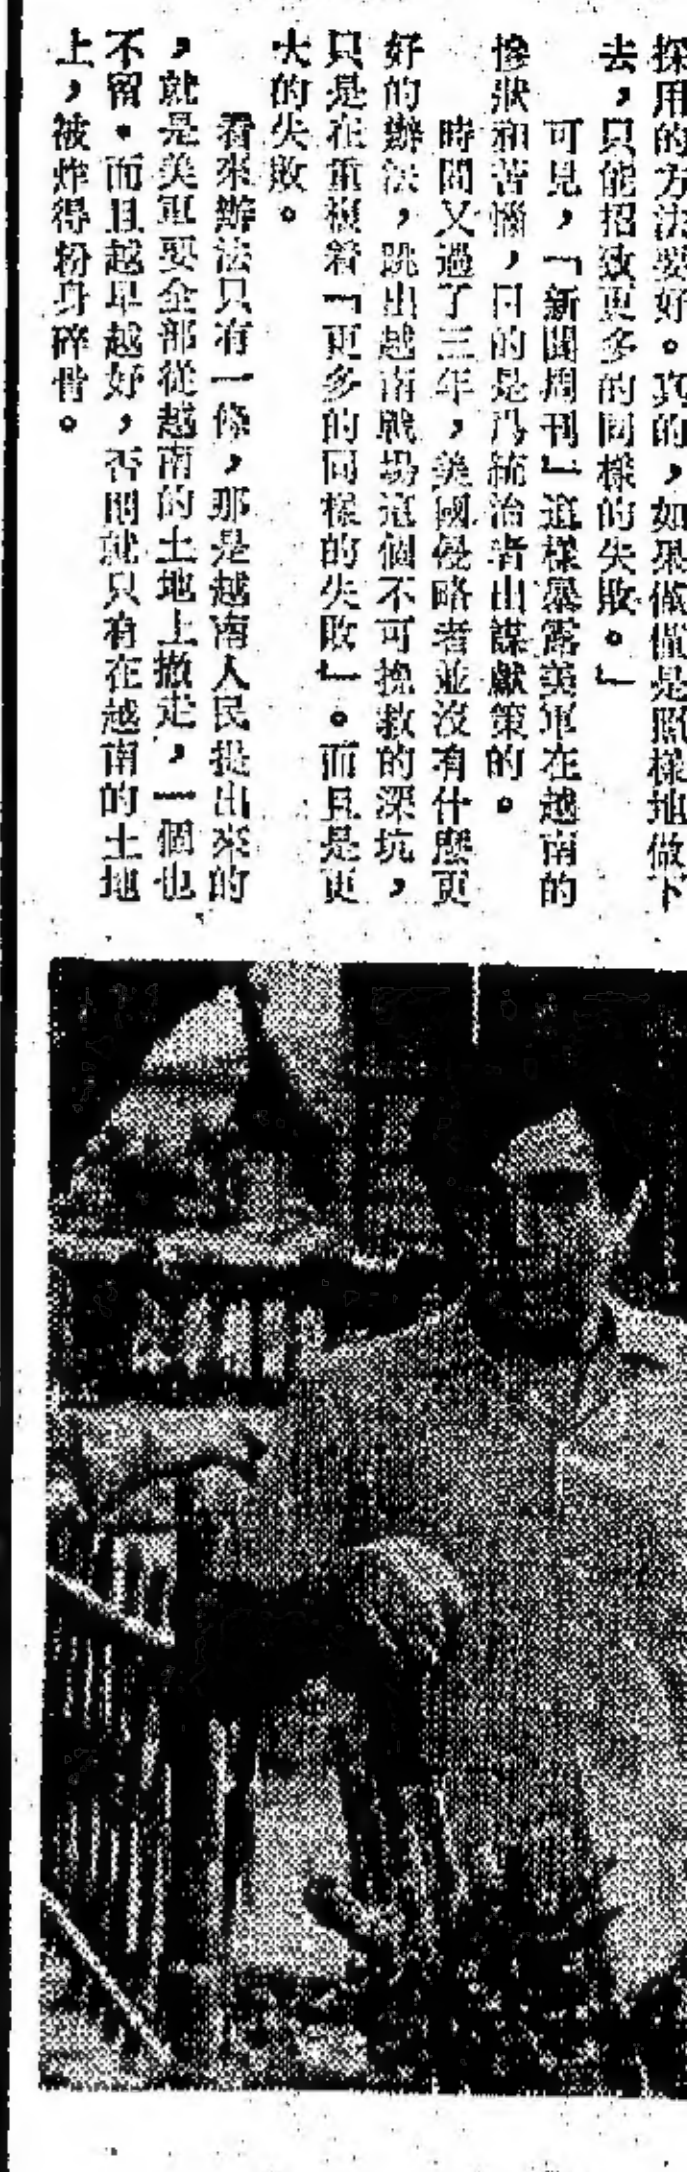 採用的方法要好。真的，如果僅僅是照樣地做下
去，只能招致更多的同樣的失敗。」
可見，「新聞周刊」這樣暴露美軍在越南的
慘狀和苦惱，目的是爲統治者出謀獻策的。
時間又過了三年，美國侵略者並沒有什麼更
好的辦法，跳出越南戰場這個不可挽救的深坑，
只是在重複着「更多的同樣的失敗」。而且是更
大的失敗。
看來辦法只有一條，那是越南人民提出來的
，就是美軍要全部從越南的土地上撤走，一個也
不留。而且越早越好，否則就只有在越南的土地
上，被炸得粉身碎骨。